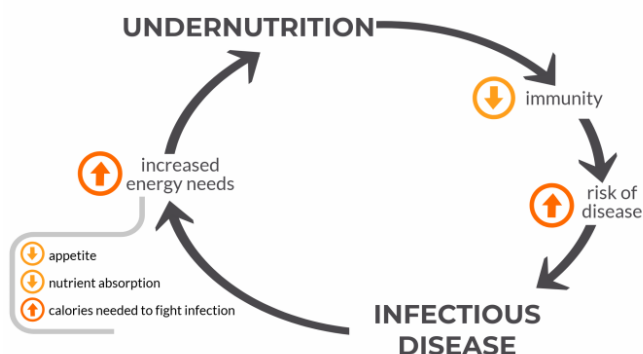 UNDERNUTRITION
immunity
risk of
disease
INFECTIOUS
DISEASE
increased
energy needs
appetite
nutrient absorption
calories needed to fight infection